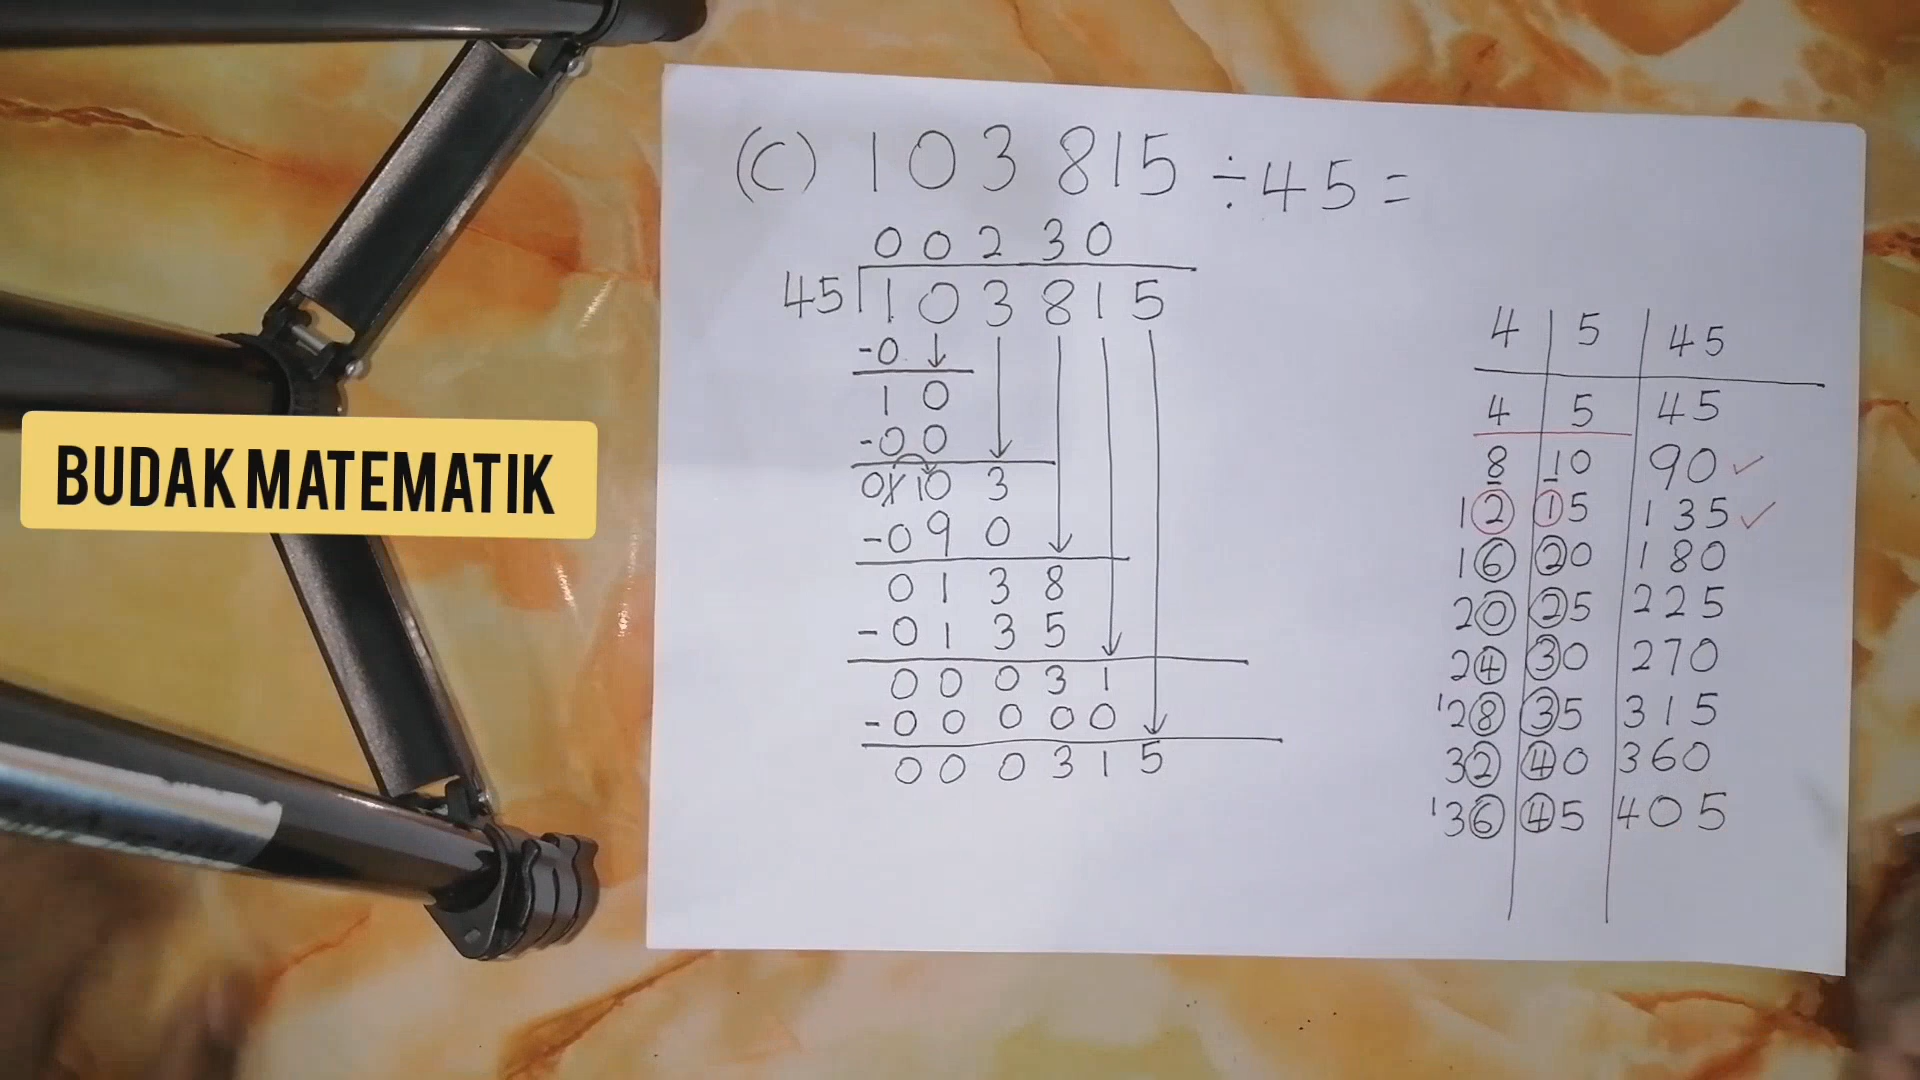 (C) 103 815 ÷ 45 =
0 0 2 3 0
45 1 0 3 8 1 5
-0
1 0
-0 0
0 1 10 3
-0 9 0
0 1 3 8
-0 1 3 5
0 0 0 3 1
-0 0 0 0 0
0 0 0 3 1 5
4 5 45
4 5 45
8 10 90 ✓
12 15 135 ✓
16 20 180
20 25 225
24 30 270
'28 35 315
32 40 360
'36 45 405
BUDAK MATEMATIK